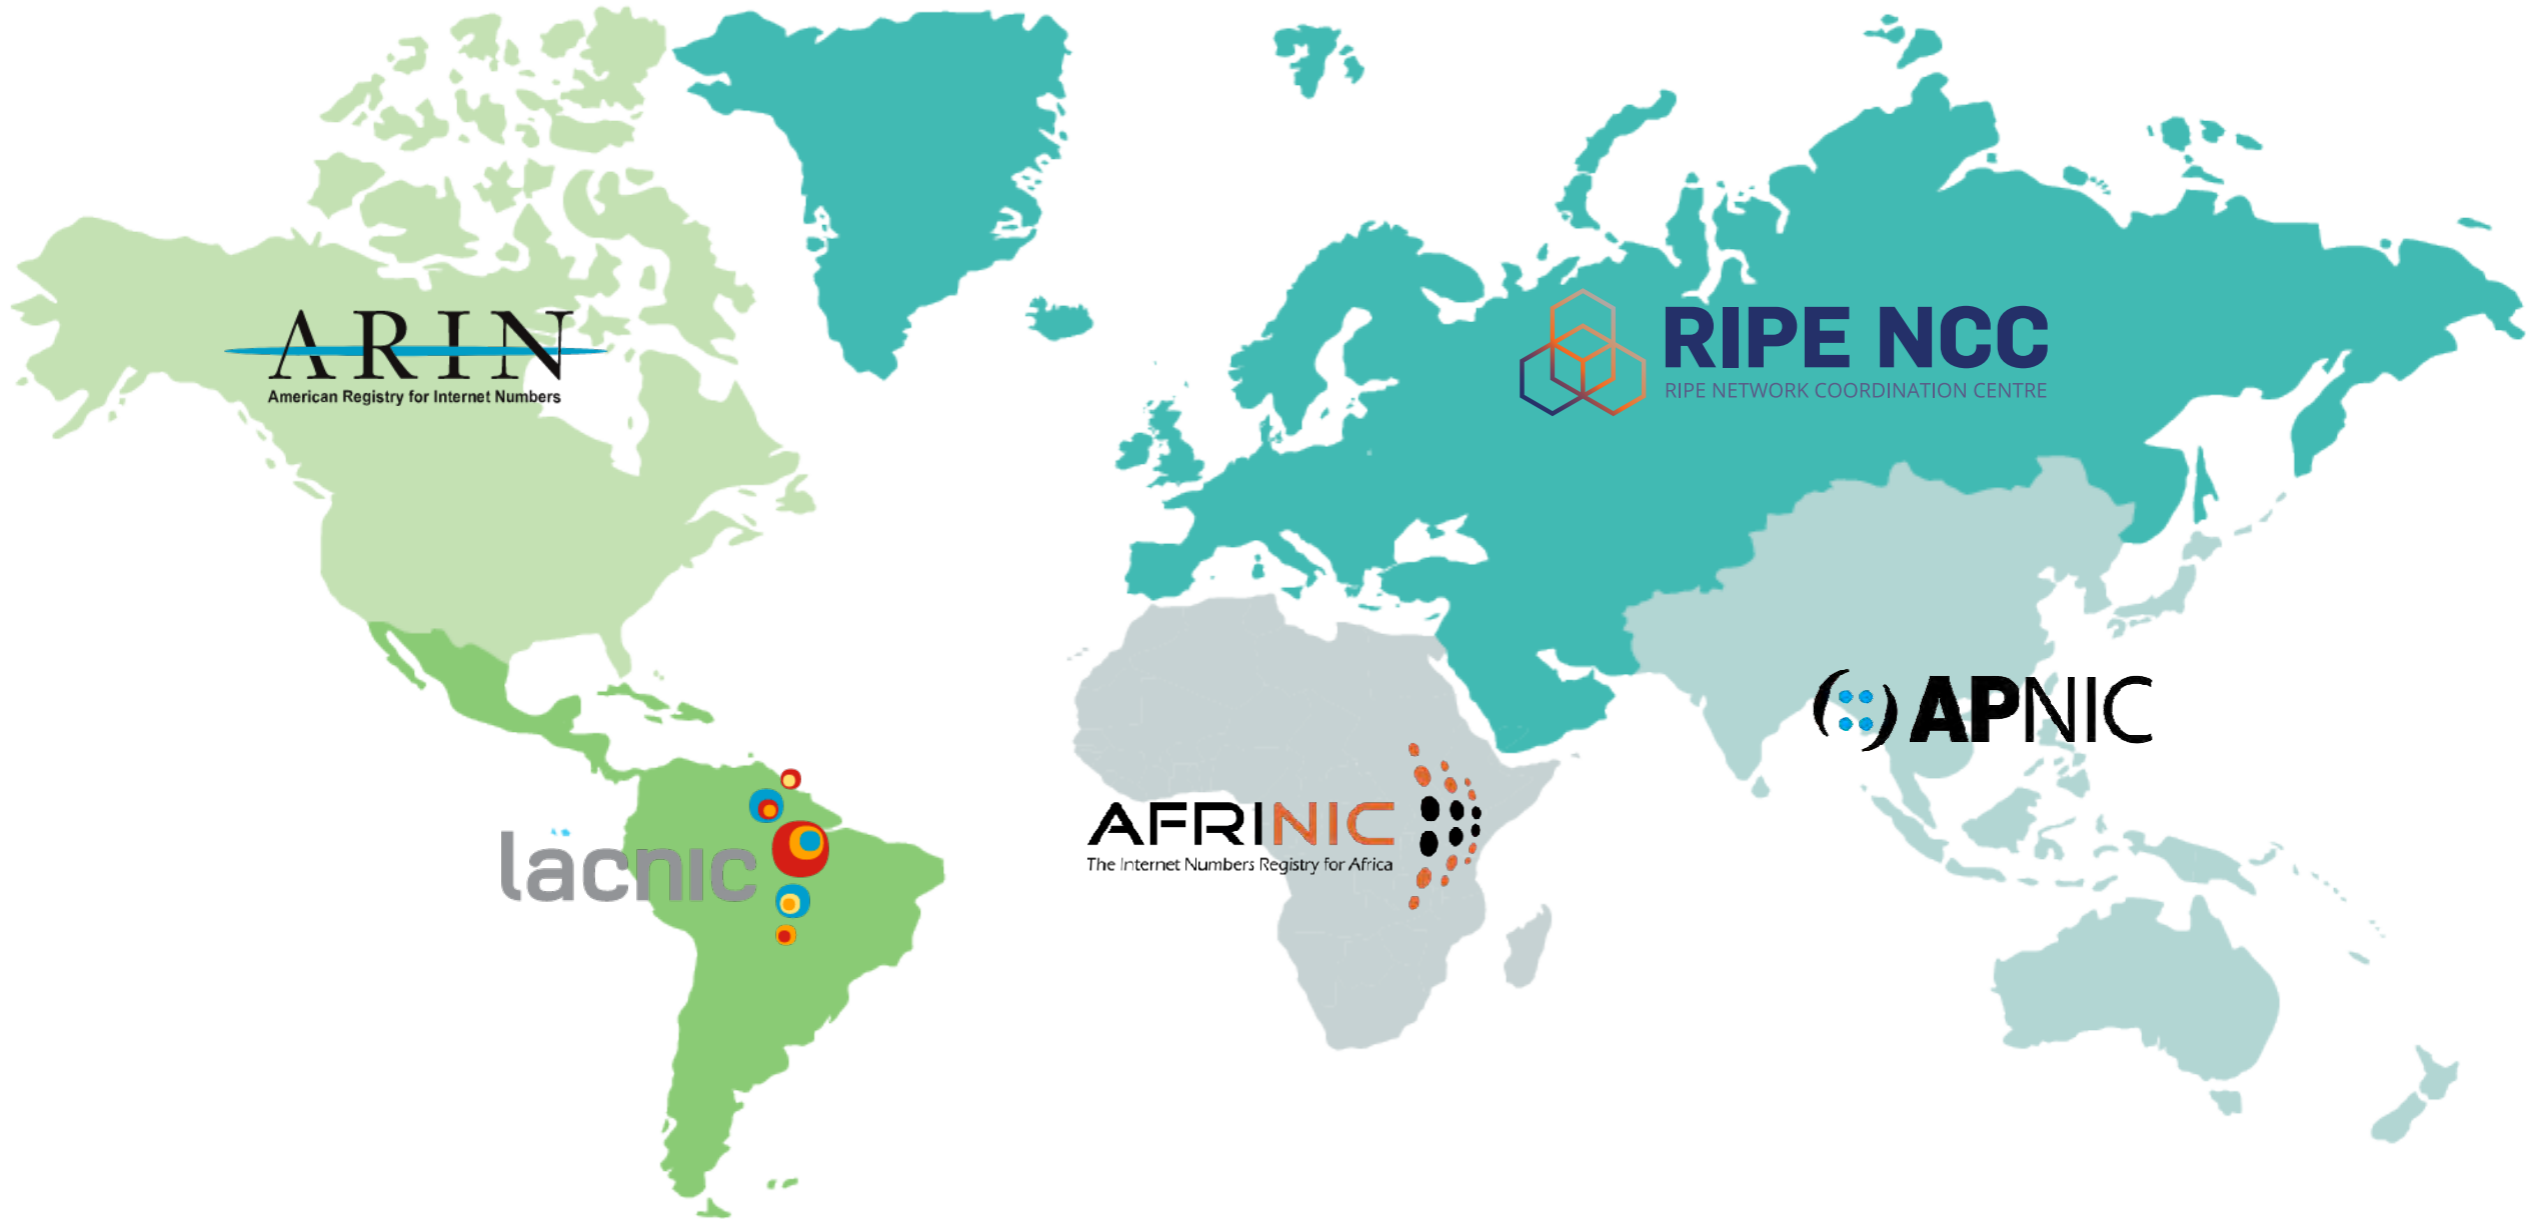 ARIN
American Registry for Internet Numbers
RIPE NCC
RIPE NETWORK COORDINATION CENTRE
APNIC
AFRINIC
The Internet Numbers Registry for Africa
lacnic